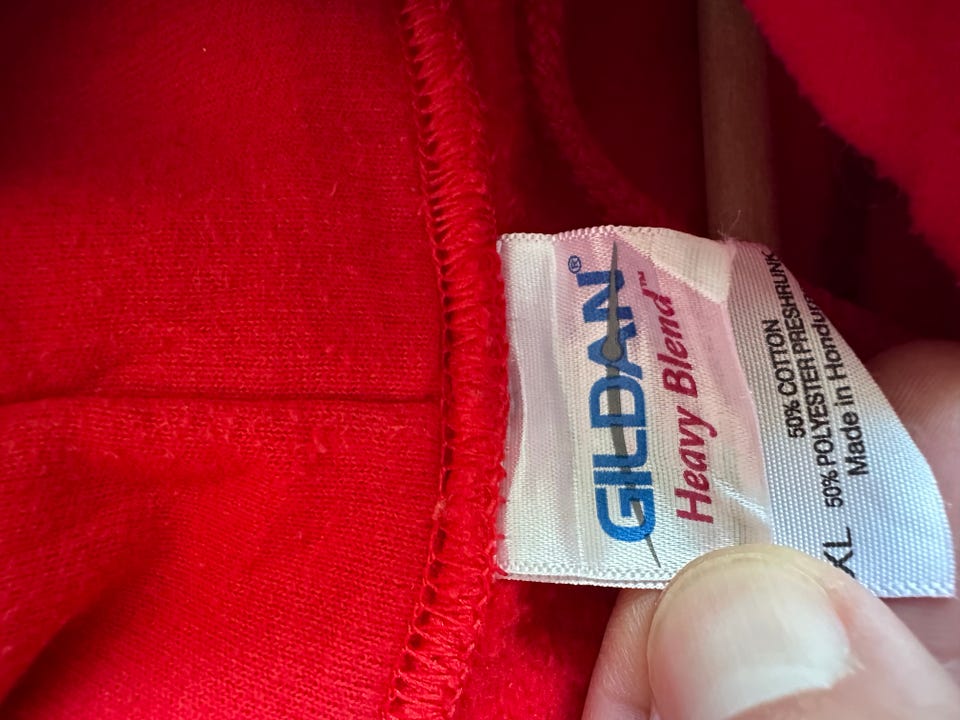 GILDAN®
Heavy Blend™
50% COTTON
50% POLYESTER PRESHRUNK
Made in
XL